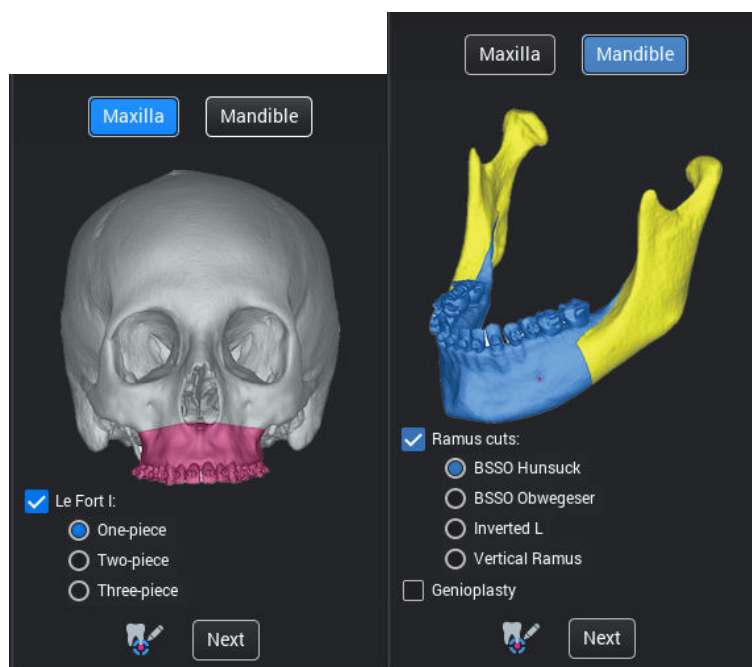 Maxilla
Mandible
Le Fort I:
One-piece
Two-piece
Three-piece
Next
Maxilla
Mandible
Ramus cuts:
BSSO Hunsuck
BSSO Obwegeser
Inverted L
Vertical Ramus
Genioplasty
Next